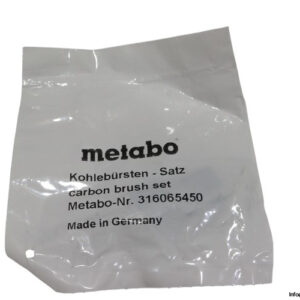 metabo
Kohlebürsten - Satz
carbon brush set
Metabo-Nr. 316065450
Made in Germany